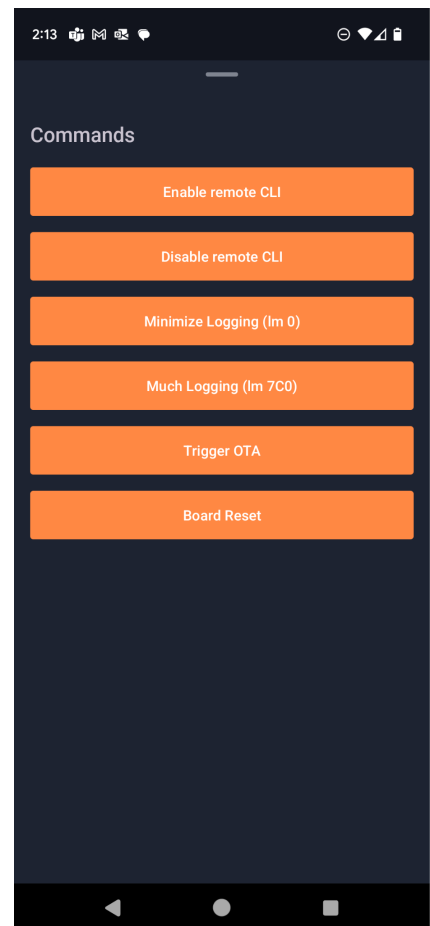 2:13
Commands
Enable remote CLI
Disable remote CLI
Minimize Logging (lm 0)
Much Logging (lm 7C0)
Trigger OTA
Board Reset